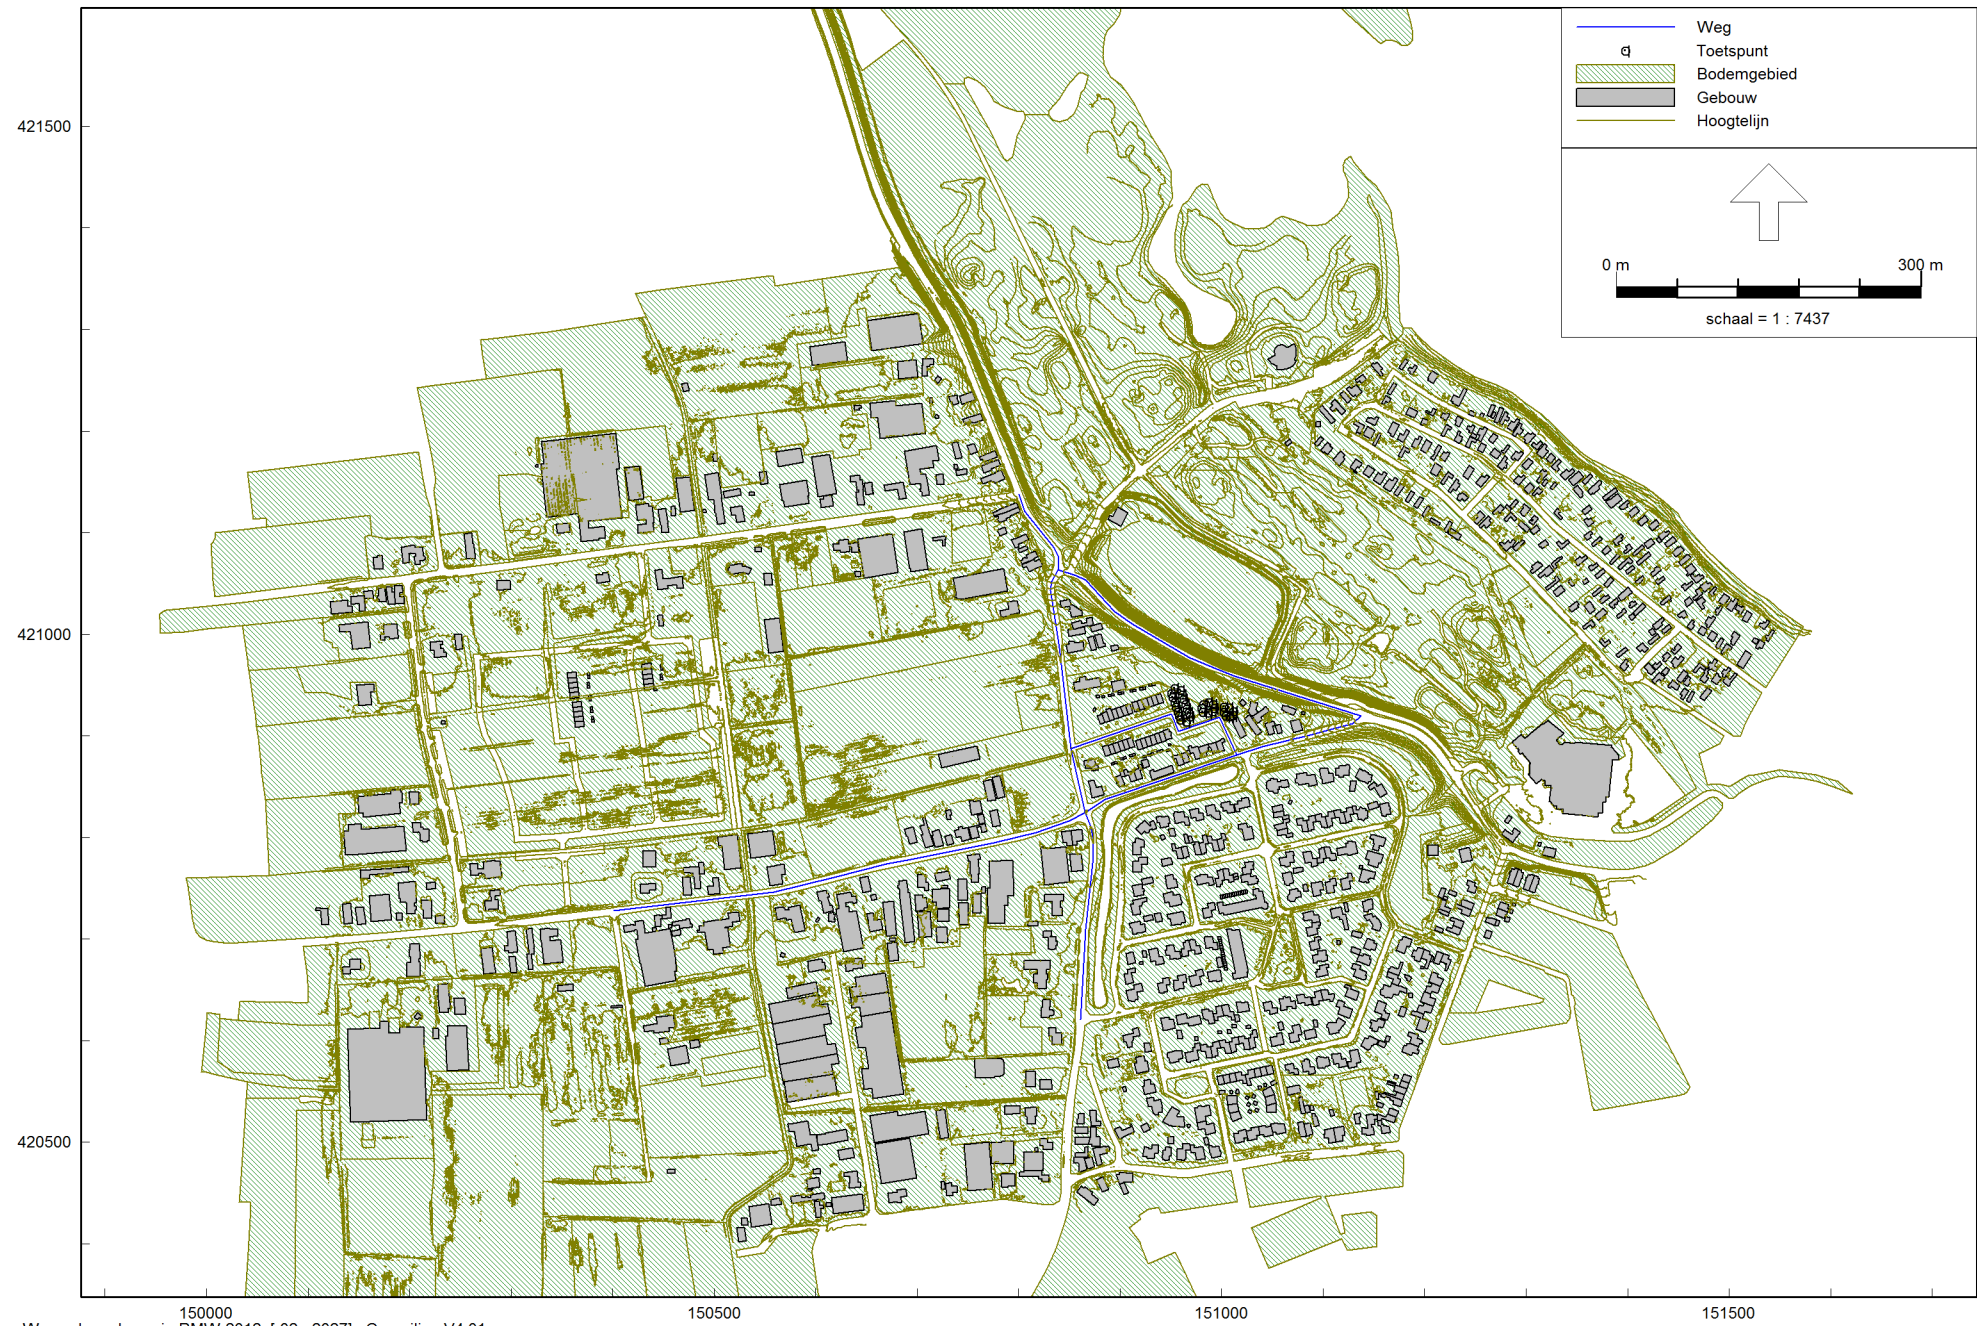 Weg
Toetspunt
Bodemgebied
Gebouw
Hoogtelijn
0 m 300 m
schaal = 1 : 7437
421500
421000
420500
150000 150500 151000 151500